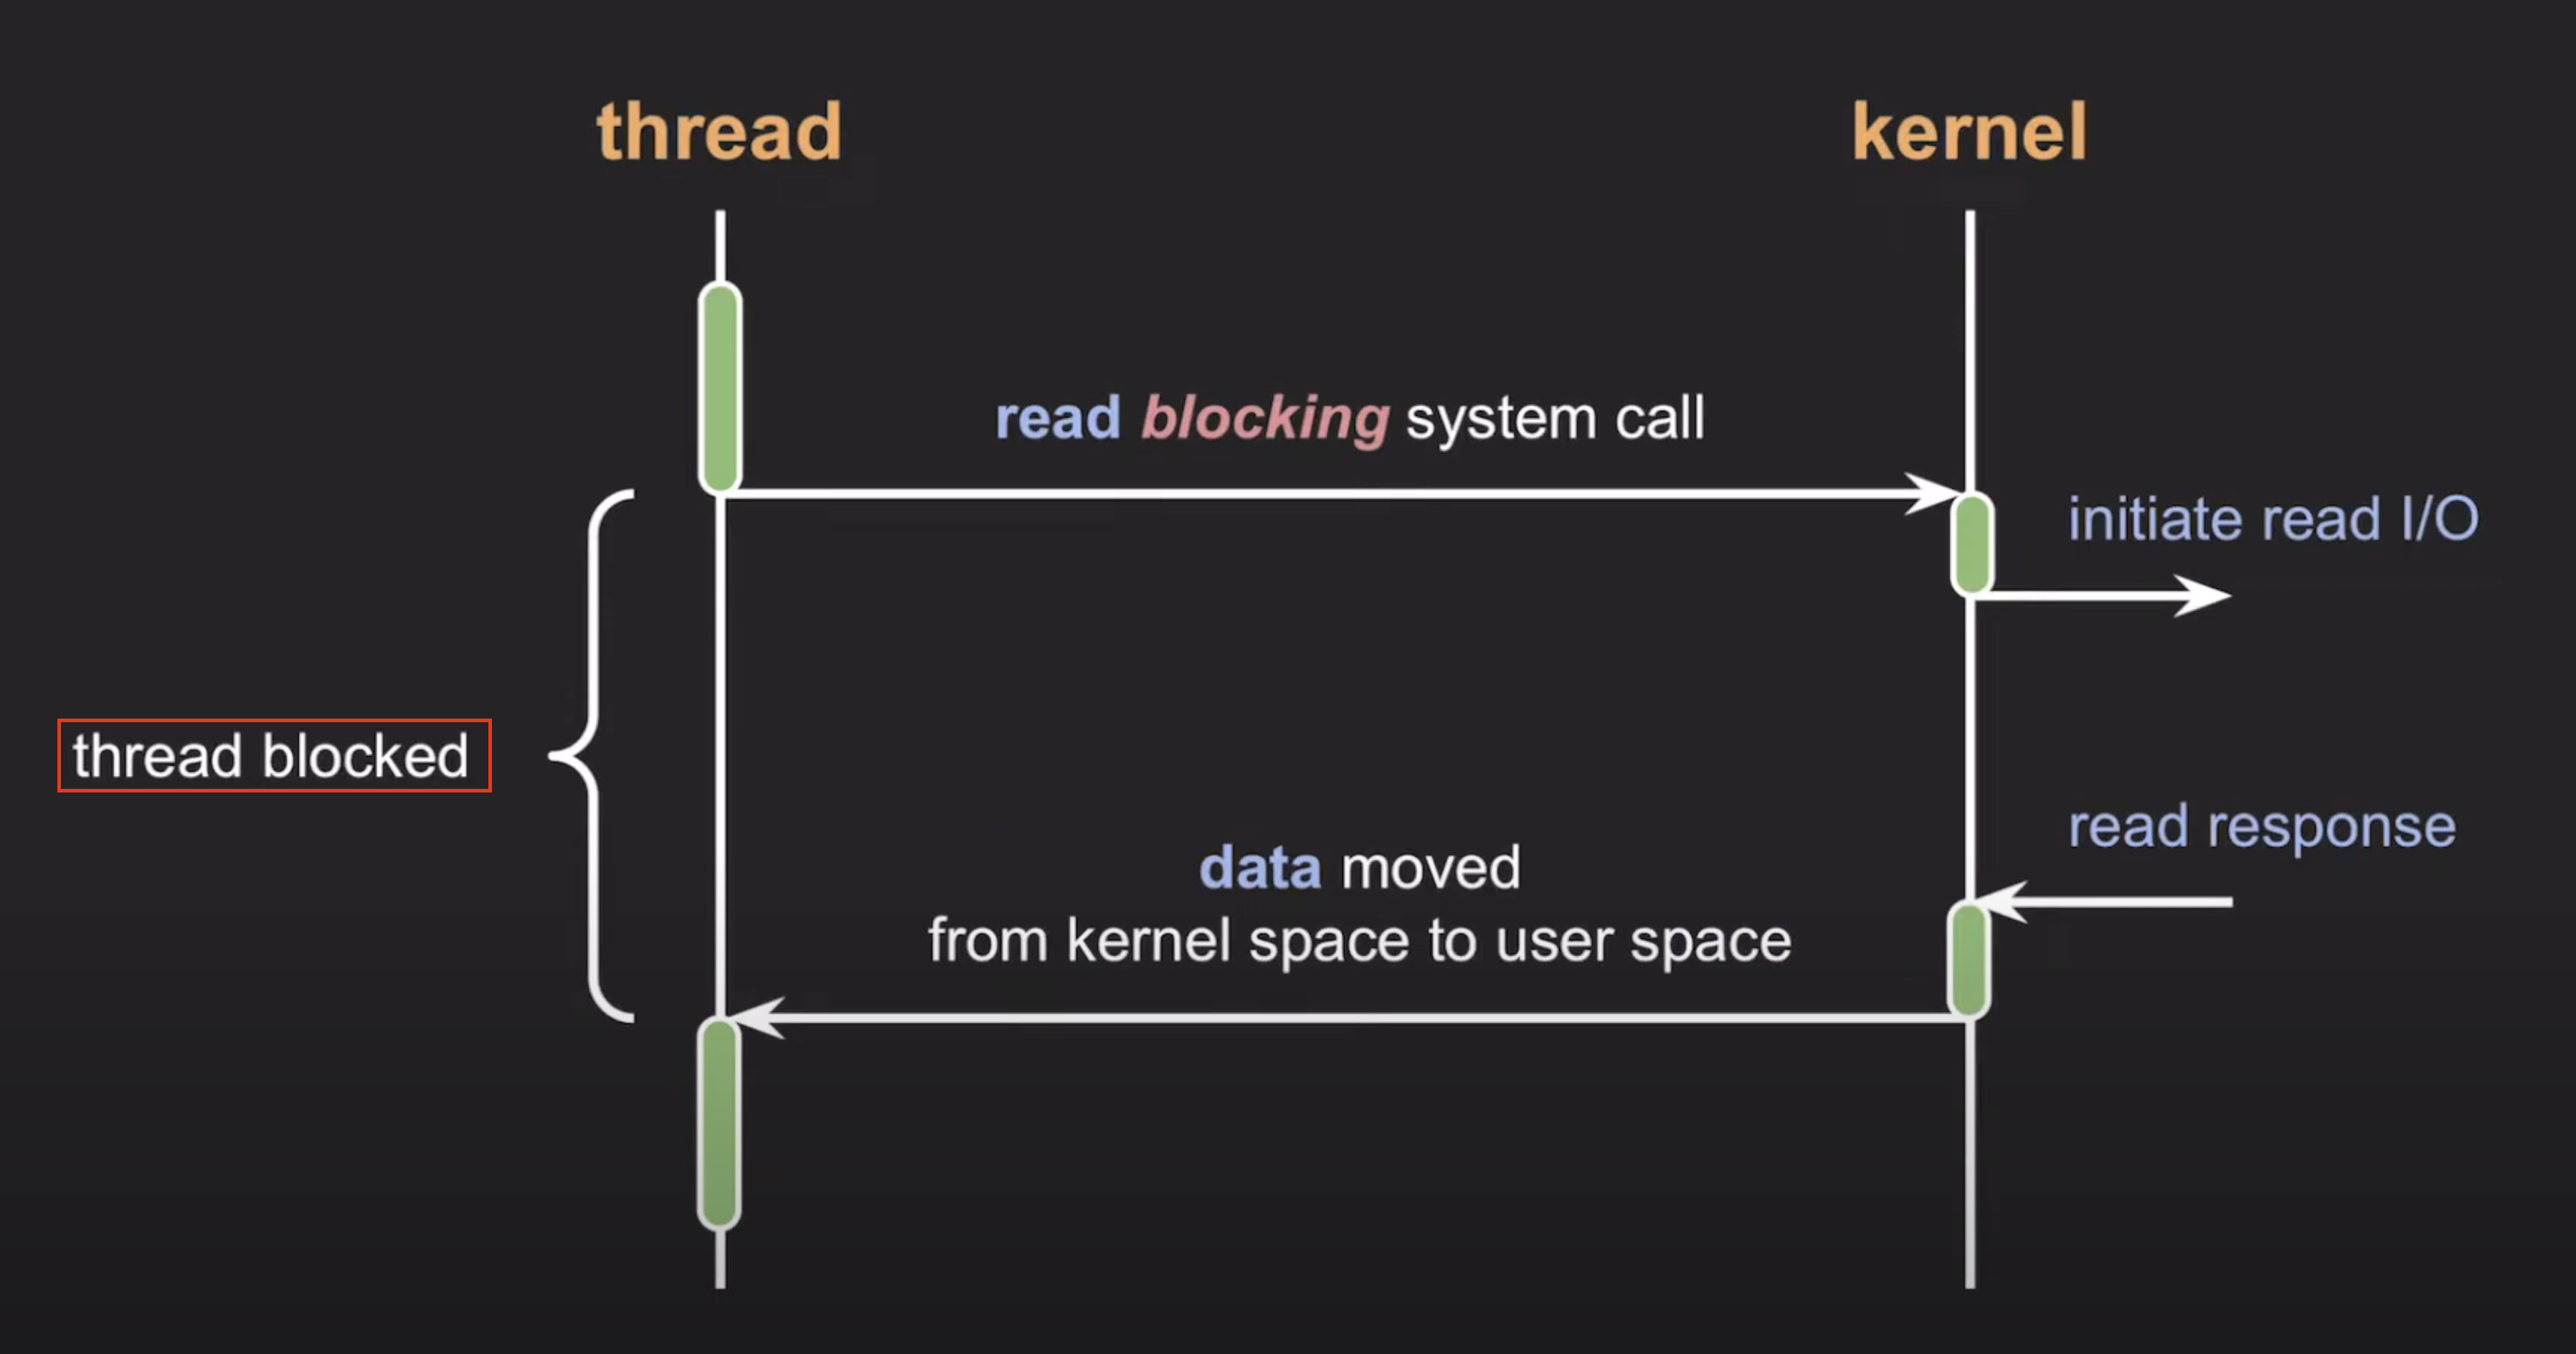 thread
kernel
read blocking system call
initiate read I/O
thread blocked
read response
data moved
from kernel space to user space